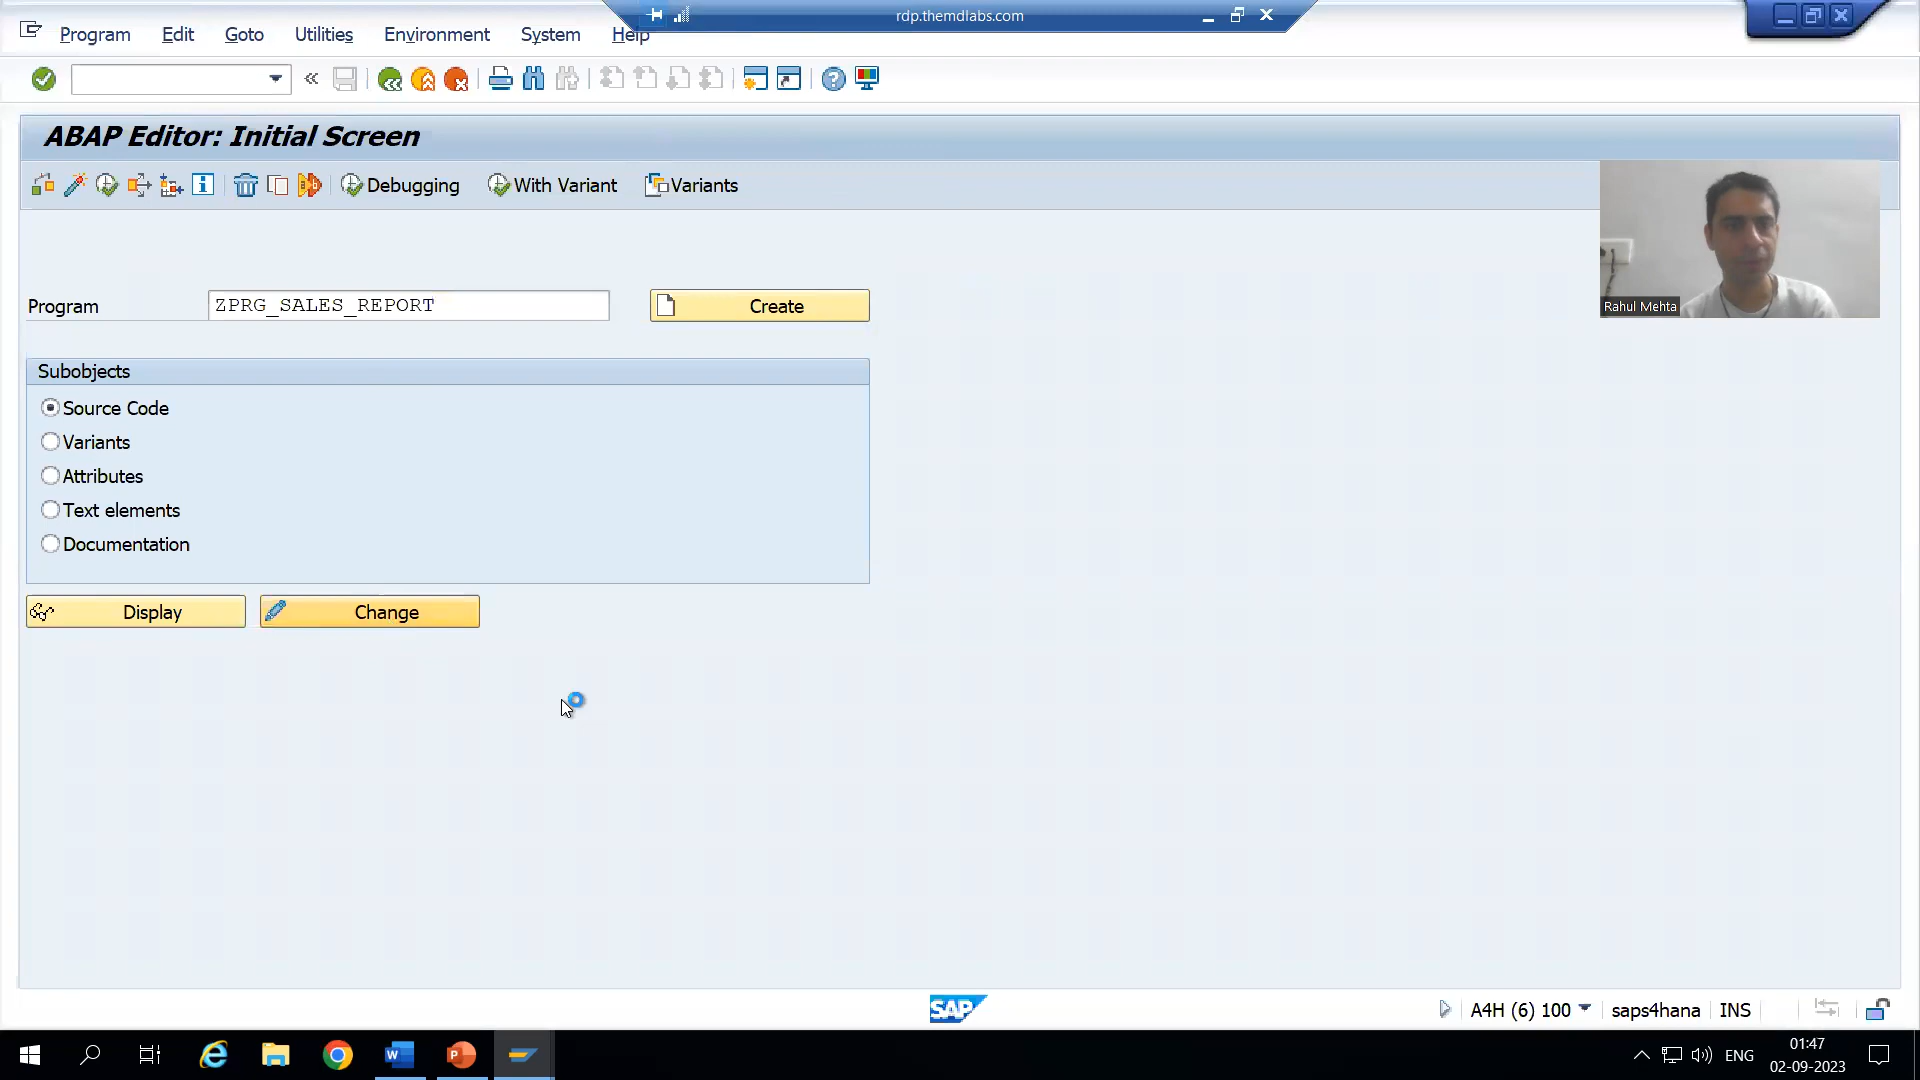 rdp.themdlabs.com
Program Edit Goto Utilities Environment System Help
ABAP Editor: Initial Screen
Debugging With Variant Variants
Rahul Mehta
Program ZPRG_SALES_REPORT Create
Subobjects
Source Code
Variants
Attributes
Text elements
Documentation
Display Change
SAP
A4H (6) 100 saps4hana INS
ENG
01:47
02-09-2023